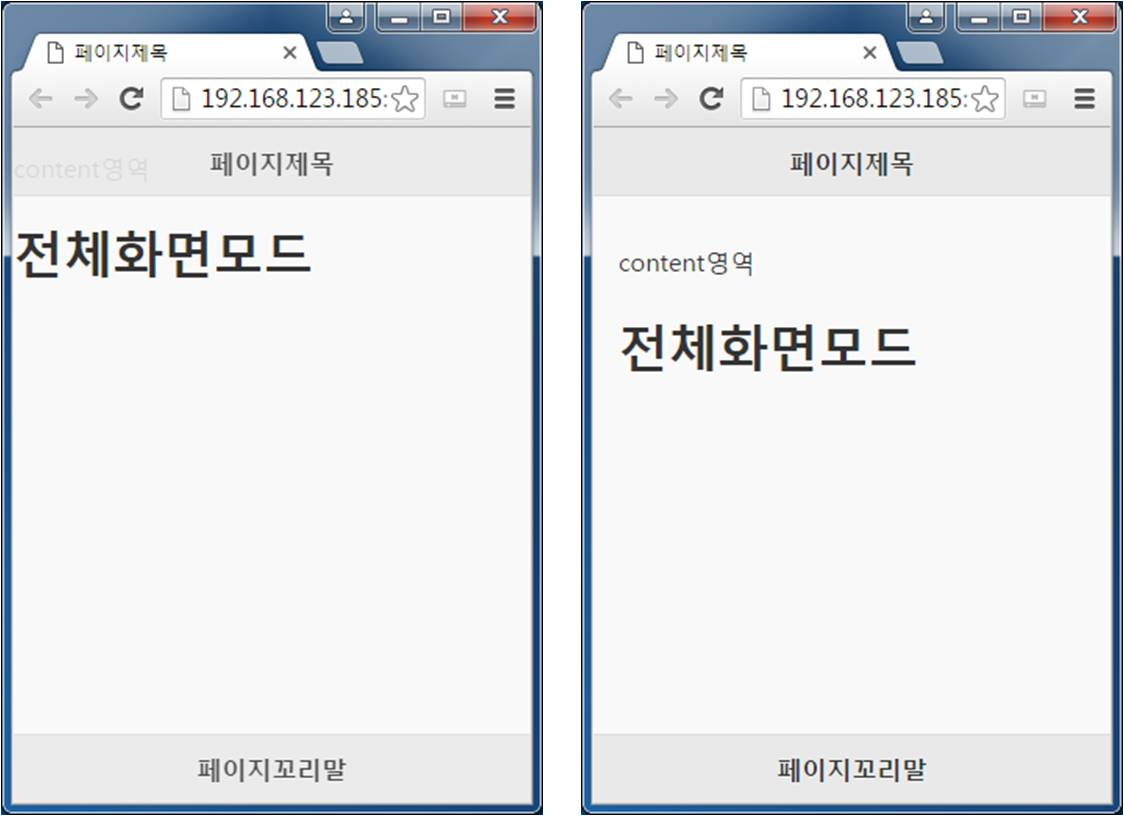 페이지제목
192.168.123.185:
content영역
페이지제목
전체화면모드
페이지꼬리말
페이지제목
192.168.123.185:
페이지제목
content영역
전체화면모드
페이지꼬리말